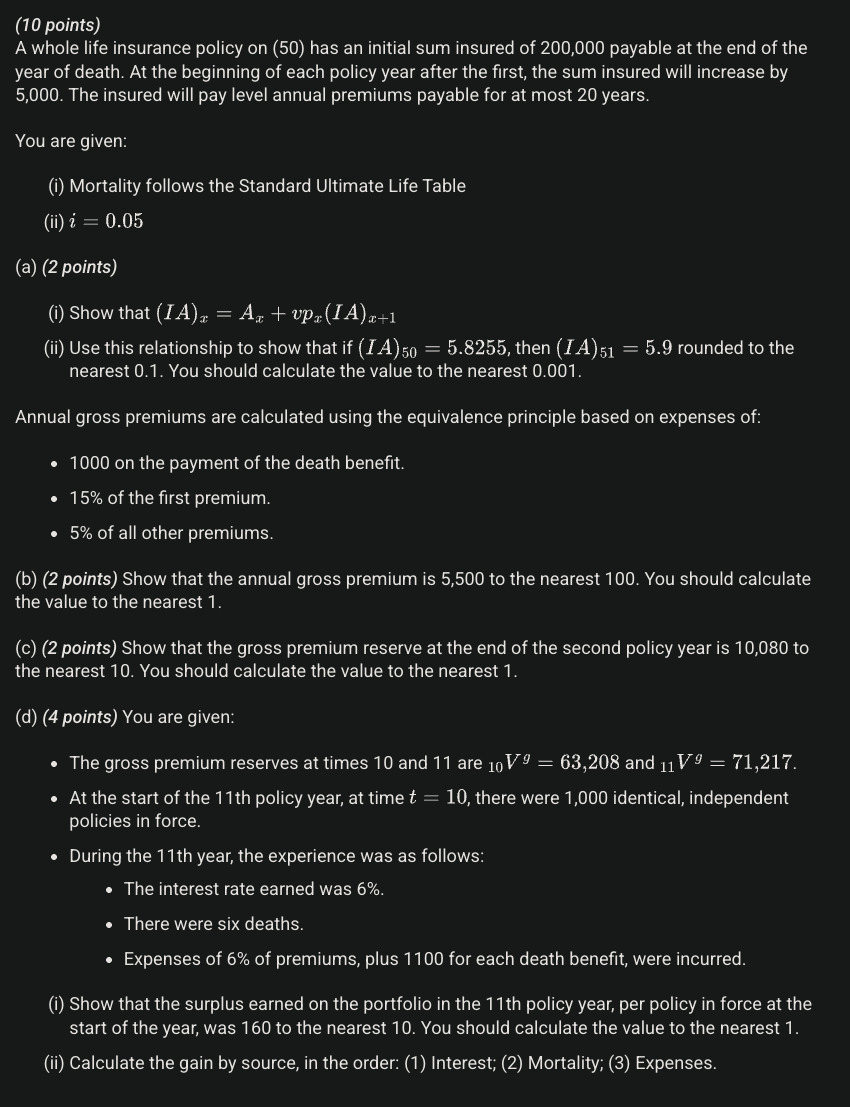 (10 points)
A whole life insurance policy on (50) has an initial sum insured of 200,000 payable at the end of the
year of death. At the beginning of each policy year after the first, the sum insured will increase by
5,000. The insured will pay level annual premiums payable for at most 20 years.
You are given:
(i) Mortality follows the Standard Ultimate Life Table
(ii) i = 0.05
(a) (2 points)
(i) Show that (IA)ₓ = Aₓ + vpₓ(IA)ₓ₊₁
(ii) Use this relationship to show that if (IA)₅₀ = 5.8255, then (IA)₅₁ = 5.9 rounded to the
nearest 0.1. You should calculate the value to the nearest 0.001.
Annual gross premiums are calculated using the equivalence principle based on expenses of:
• 1000 on the payment of the death benefit.
• 15% of the first premium.
• 5% of all other premiums.
(b) (2 points) Show that the annual gross premium is 5,500 to the nearest 100. You should calculate
the value to the nearest 1.
(c) (2 points) Show that the gross premium reserve at the end of the second policy year is 10,080 to
the nearest 10. You should calculate the value to the nearest 1.
(d) (4 points) You are given:
• The gross premium reserves at times 10 and 11 are ₁₀Vᵍ = 63,208 and ₁₁Vᵍ = 71,217.
• At the start of the 11th policy year, at time t = 10, there were 1,000 identical, independent
policies in force.
• During the 11th year, the experience was as follows:
• The interest rate earned was 6%.
• There were six deaths.
• Expenses of 6% of premiums, plus 1100 for each death benefit, were incurred.
(i) Show that the surplus earned on the portfolio in the 11th policy year, per policy in force at the
start of the year, was 160 to the nearest 10. You should calculate the value to the nearest 1.
(ii) Calculate the gain by source, in the order: (1) Interest; (2) Mortality; (3) Expenses.